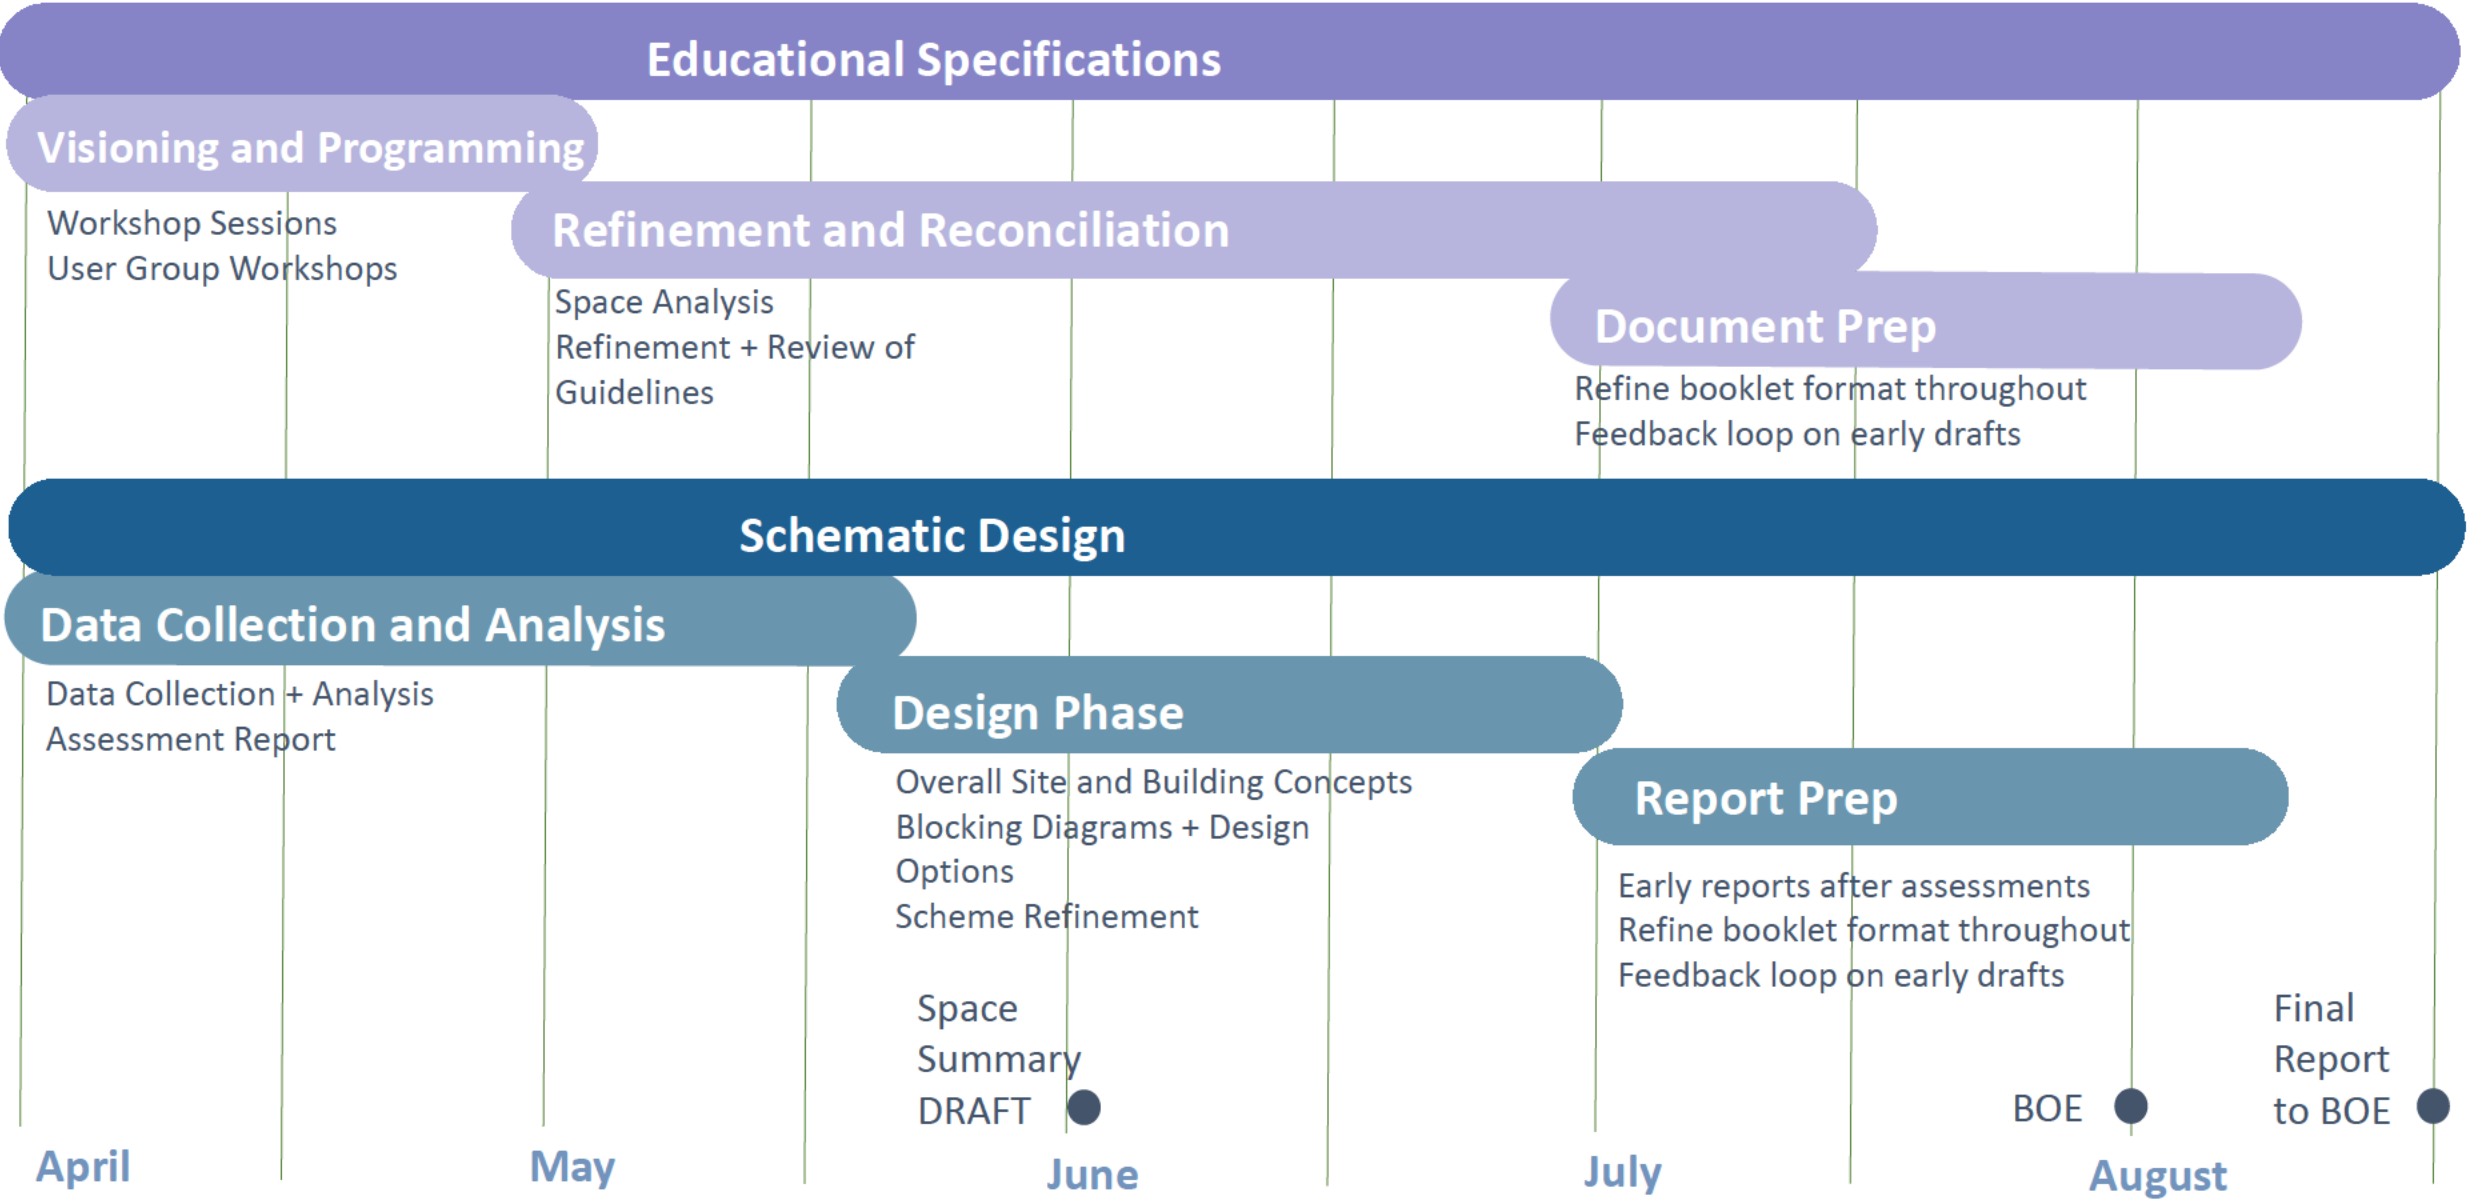 Educational Specifications
Visioning and Programming
Workshop Sessions
User Group Workshops
Refinement and Reconciliation
Space Analysis
Refinement + Review of
Guidelines
Document Prep
Refine booklet format throughout
Feedback loop on early drafts
Schematic Design
Data Collection and Analysis
Data Collection + Analysis
Assessment Report
Design Phase
Overall Site and Building Concepts
Blocking Diagrams + Design
Options
Scheme Refinement
Report Prep
Early reports after assessments
Refine booklet format throughout
Feedback loop on early drafts
Space
Summary
DRAFT
BOE
Final
Report
to BOE
April
May
June
July
August